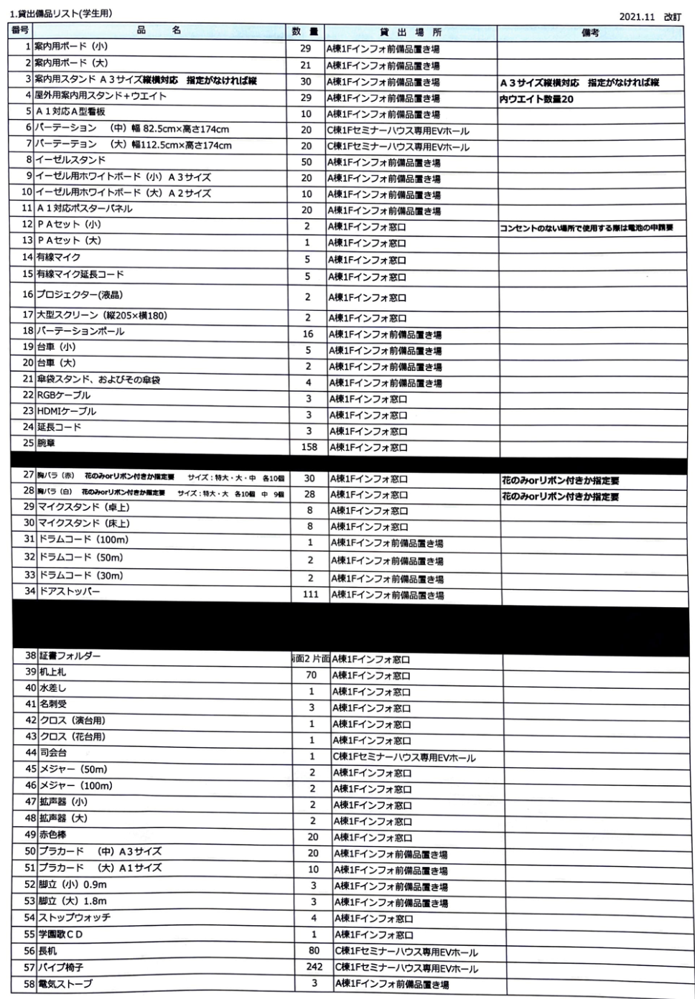 1.貸出備品リスト(学生用)
2021.11 改訂
番号 品 名 数 量 貸 出 場 所 備考
1 案内用ボード（小） 29 A棟1Fインフォ前備品置き場
2 案内用ボード（大） 21 A棟1Fインフォ前備品置き場
3 案内用スタンド A３サイズ縦横対応 指定がなければ縦 30 A棟1Fインフォ前備品置き場 A３サイズ縦横対応 指定がなければ縦
4 屋外用案内用スタンド＋ウエイト 29 A棟1Fインフォ前備品置き場 内ウエイト数量20
5 A１対応A型看板 10 A棟1Fインフォ前備品置き場
6 パーテーション （中）幅 82.5cm×高さ174cm 20 C棟1Fセミナーハウス専用EVホール
7 パーテーテョン （大）幅112.5cm×高さ174cm 20 C棟1Fセミナーハウス専用EVホール
8 イーゼルスタンド 50 A棟1Fインフォ前備品置き場
9 イーゼル用ホワイトボード（小）A３サイズ 20 A棟1Fインフォ前備品置き場
10 イーゼル用ホワイトボード（大）A２サイズ 10 A棟1Fインフォ前備品置き場
11 A１対応ポスターパネル 20 A棟1Fインフォ前備品置き場
12 PAセット（小） 2 A棟1Fインフォ窓口 コンセントのない場所で使用する際は電池の申請要
13 PAセット（大） 1 A棟1Fインフォ窓口
14 有線マイク 5 A棟1Fインフォ窓口
15 有線マイク延長コード 5 A棟1Fインフォ窓口
16 プロジェクター(液晶) 2 A棟1Fインフォ窓口
17 大型スクリーン（縦205×横180） 2 A棟1Fインフォ窓口
18 パーテーションポール 16 A棟1Fインフォ前備品置き場
19 台車（小） 5 A棟1Fインフォ前備品置き場
20 台車（大） 2 A棟1Fインフォ前備品置き場
21 傘袋スタンド、およびその傘袋 4 A棟1Fインフォ前備品置き場
22 RGBケーブル 3 A棟1Fインフォ窓口
23 HDMIケーブル 3 A棟1Fインフォ窓口
24 延長コード 3 A棟1Fインフォ窓口
25 腕章 158 A棟1Fインフォ窓口
27 胸バラ（赤） 花のみorリボン付きか指定要 サイズ：特大・大・中 各10個 30 A棟1Fインフォ窓口 花のみorリボン付きか指定要
28 胸バラ（白） 花のみorリボン付きか指定要 サイズ：特大・大 各10個 中 9個 28 A棟1Fインフォ窓口 花のみorリボン付きか指定要
29 マイクスタンド（卓上） 8 A棟1Fインフォ窓口
30 マイクスタンド（床上） 8 A棟1Fインフォ窓口
31 ドラムコード（100m） 1 A棟1Fインフォ前備品置き場
32 ドラムコード（50m） 2 A棟1Fインフォ前備品置き場
33 ドラムコード（30m） 2 A棟1Fインフォ前備品置き場
34 ドアストッパー 111 A棟1Fインフォ前備品置き場
38 証書フォルダー 面2 片面 A棟1Fインフォ窓口
39 机上札 70 A棟1Fインフォ窓口
40 水差し 1 A棟1Fインフォ窓口
41 名刺受 3 A棟1Fインフォ窓口
42 クロス（演台用） 1 A棟1Fインフォ窓口
43 クロス（花台用） 1 A棟1Fインフォ窓口
44 司会台 1 C棟1Fセミナーハウス専用EVホール
45 メジャー（50m） 2 A棟1Fインフォ窓口
46 メジャー（100m） 2 A棟1Fインフォ窓口
47 拡声器（小） 2 A棟1Fインフォ窓口
48 拡声器（大） 2 A棟1Fインフォ窓口
49 赤色棒 20 A棟1Fインフォ窓口
50 プラカード （中）A３サイズ 20 A棟1Fインフォ前備品置き場
51 プラカード （大）A１サイズ 10 A棟1Fインフォ前備品置き場
52 脚立（小）0.9m 3 A棟1Fインフォ前備品置き場
53 脚立（大）1.8m 3 A棟1Fインフォ前備品置き場
54 ストップウォッチ 4 A棟1Fインフォ窓口
55 学園歌CD 1 A棟1Fインフォ窓口
56 長机 80 C棟1Fセミナーハウス専用EVホール
57 パイプ椅子 242 C棟1Fセミナーハウス専用EVホール
58 電気ストーブ 3 A棟1Fインフォ前備品置き場